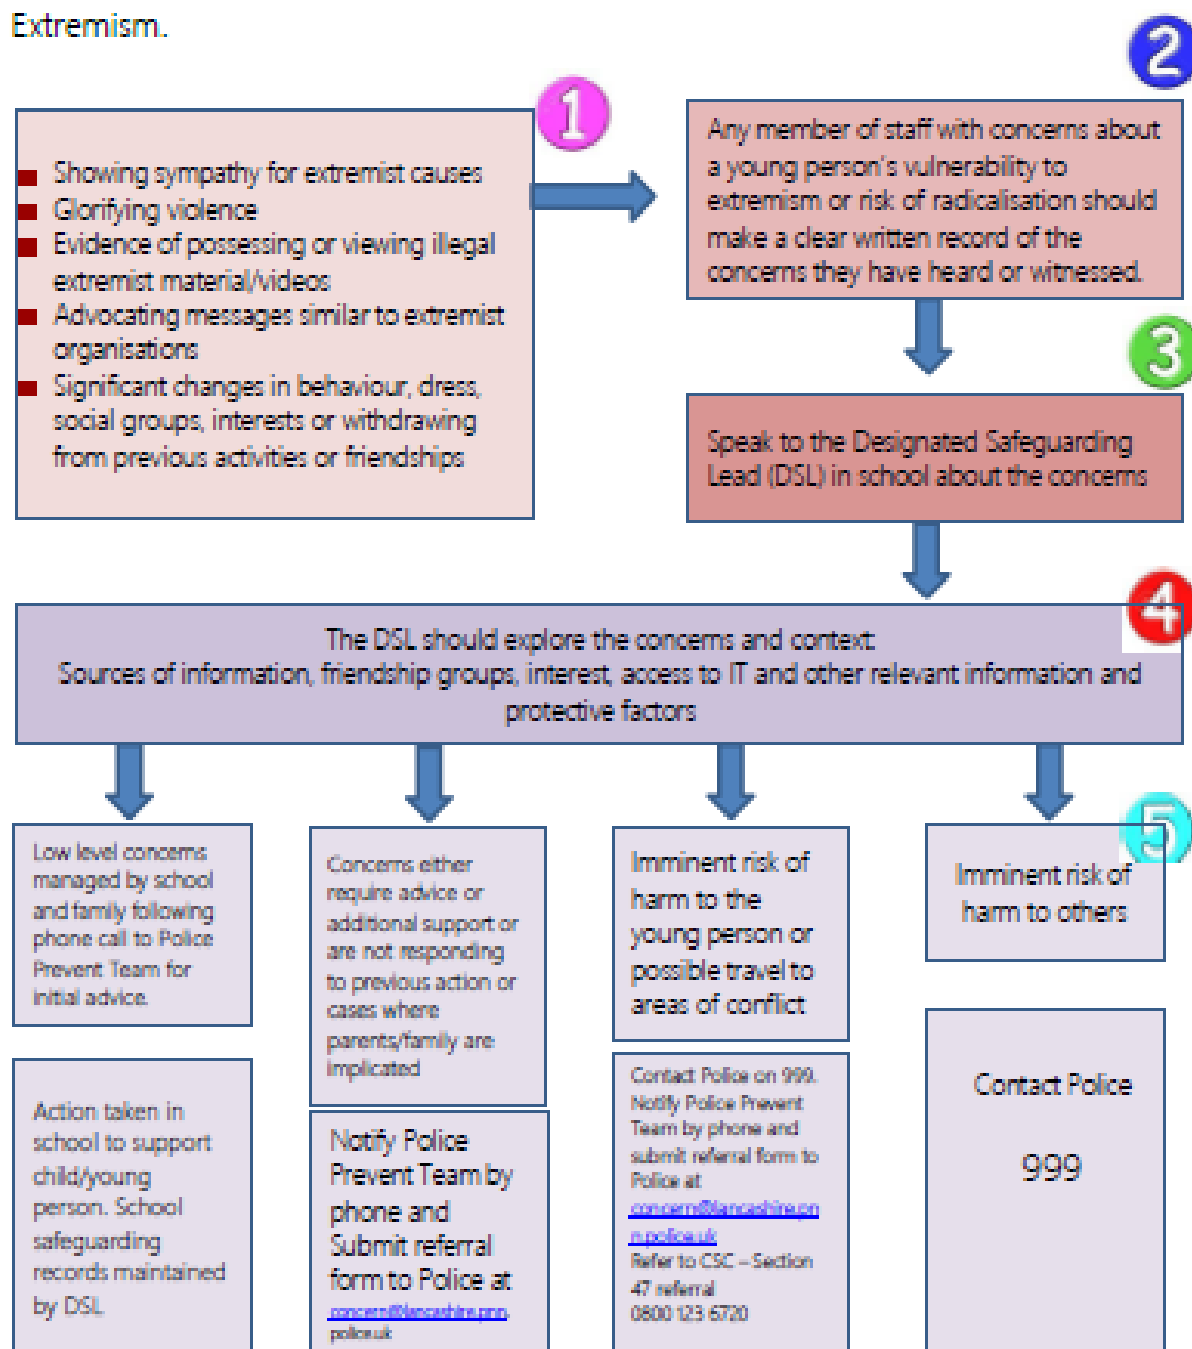 Extremism.
1
2
Showing sympathy for extremist causes
Glorifying violence
Evidence of possessing or viewing illegal
extremist material/videos
Advocating messages similar to extremist
organisations
Significant changes in behaviour, dress,
social groups, interests or withdrawing
from previous activities or friendships
Any member of staff with concerns about
a young person's vulnerability to
extremism or risk of radicalisation should
make a clear written record of the
concerns they have heard or witnessed.
3
Speak to the Designated Safeguarding
Lead (DSL) in school about the concerns
4
The DSL should explore the concerns and context
Sources of information, friendship groups, interest, access to IT and other relevant information and
protective factors
5
Low level concerns
managed by school
and family following
phone call to Police
Prevent Team for
initial advice.
Action taken in
school to support
child/young
person. School
safeguarding
records maintained
by DSL
Concerns either
require advice or
additional support or
are not responding
to previous action or
cases where
parents/family are
implicated
Notify Police
Prevent Team by
phone and
Submit referral
form to Police at
concern@lancashire.pnn.
police.uk
Imminent risk of
harm to the
young person or
possible travel to
areas of conflict
Contact Police on 999.
Notify Police Prevent
Team by phone and
submit referral form to
Police at
concern@lancashire.pn
n.police.uk
Refer to CSC – Section
47 referral
0800 123 6720
Imminent risk of
harm to others
Contact Police
999